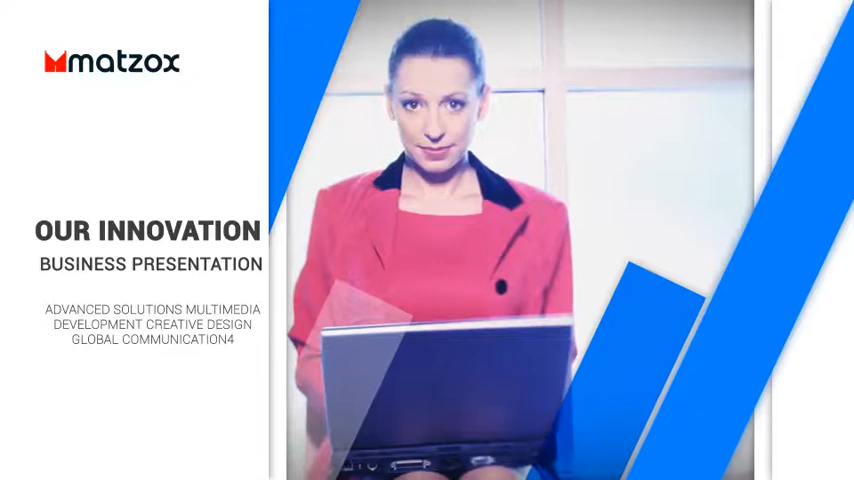 matzox
OUR INNOVATION
BUSINESS PRESENTATION
ADVANCED SOLUTIONS MULTIMEDIA
DEVELOPMENT CREATIVE DESIGN
GLOBAL COMMUNICATION4